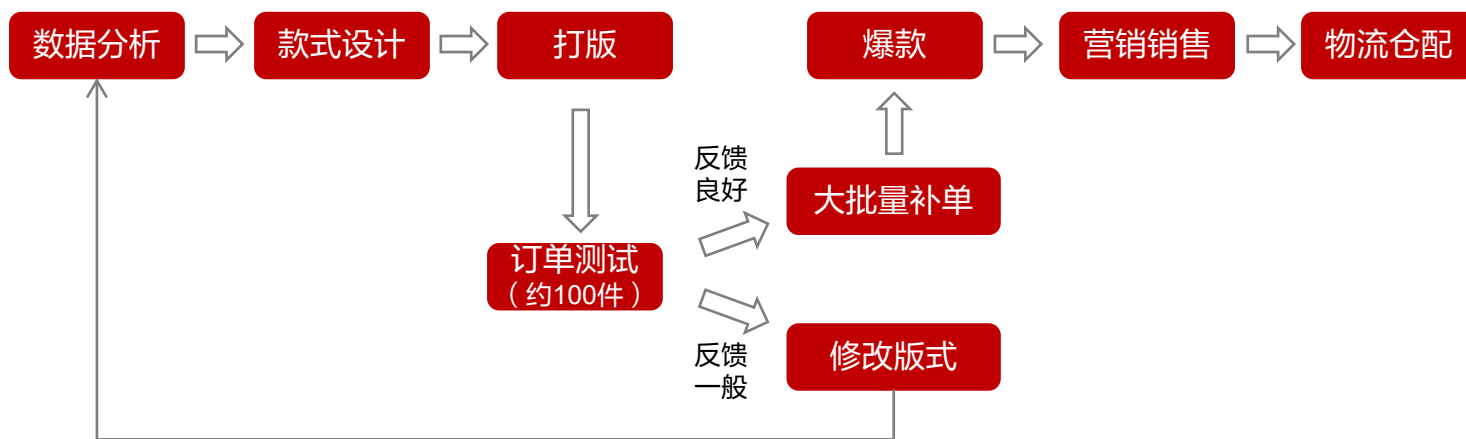 数据分析
款式设计
打版
爆款
营销销售
物流仓配
反馈
良好
大批量补单
订单测试
（约100件）
反馈
一般
修改版式